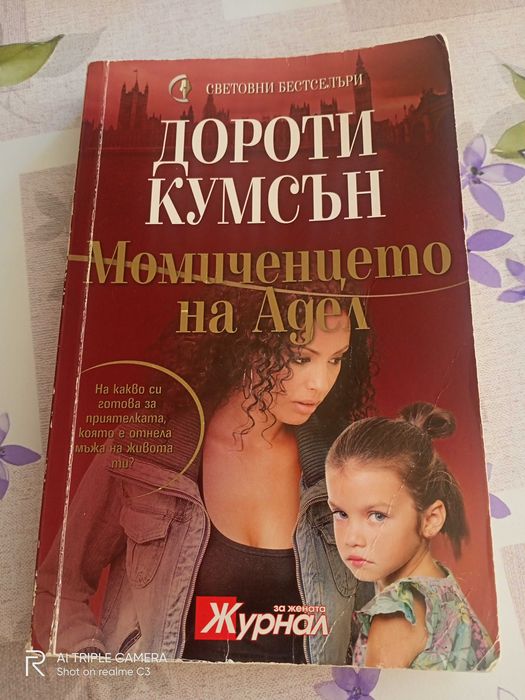 СВЕТОВНИ БЕСТСЕЛЪРИ
ДОРОТИ
КУМСЪН
Момиченцето
на Адел
На какво си
готова за
приятелката,
която е отнела
мъжа на живота
ти?
за жената
Журнал
R
AI TRIPLE CAMERA
Shot on realme C3